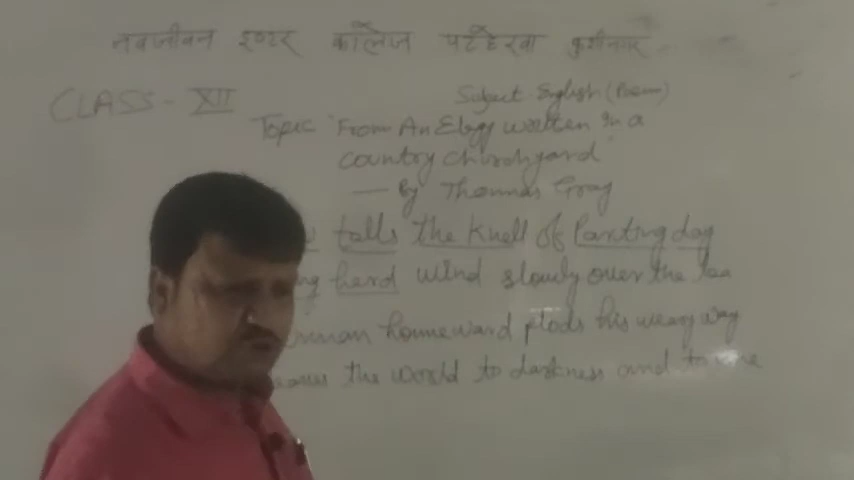 नवाजीवन इण्टर कॉलेज पटहेरवा कुशीनगर
CLASS - XII
Subject English (Poem)
Topic "From An Elegy written in a
country churchyard"
— By Thomas Gray
tolls the knell of Parting day
herd wind slowly over the lea
homeward plods his weary way
the world to darkness and to me